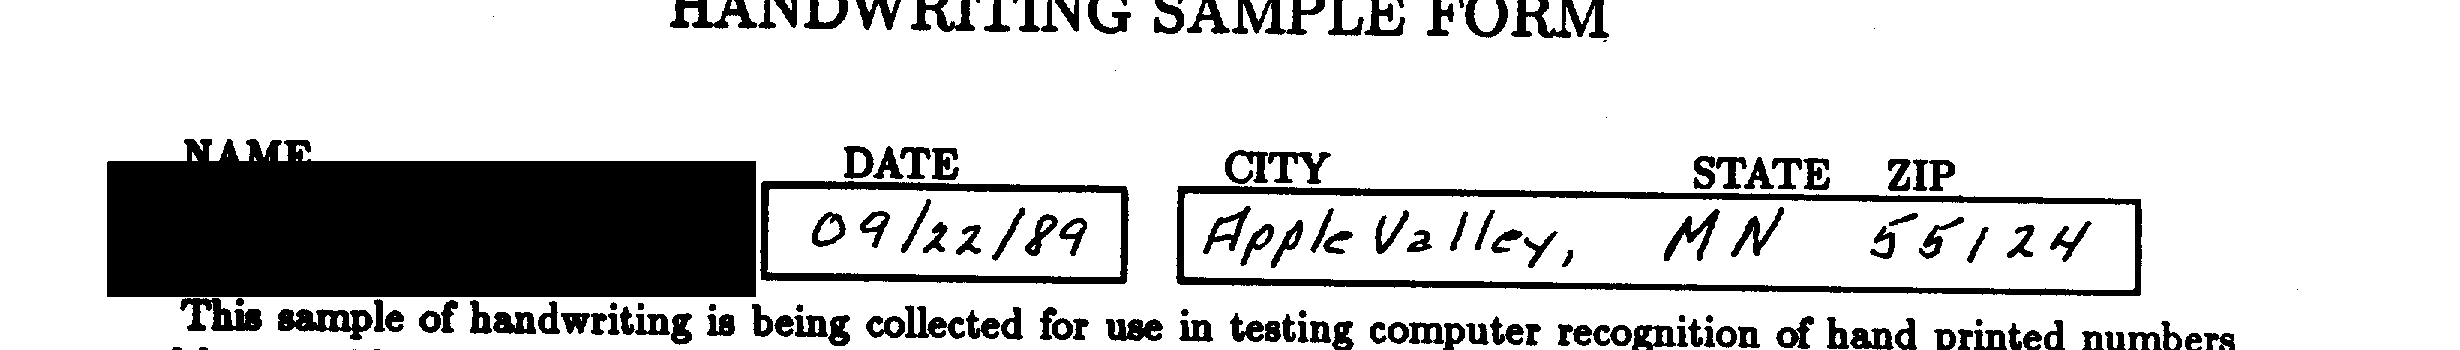 HANDWRITING SAMPLE FORM
NAME DATE CITY STATE ZIP
09/22/89 Apple Valley, MN 55124
This sample of handwriting is being collected for use in testing computer recognition of hand printed numbers